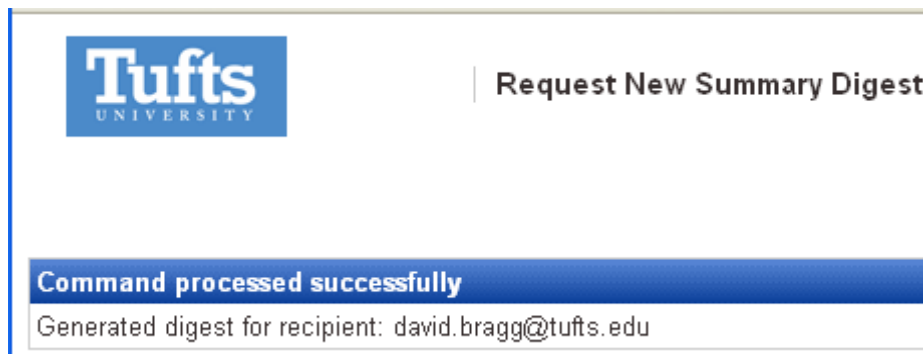 Tufts
UNIVERSITY
Request New Summary Digest
Command processed successfully
Generated digest for recipient: david.bragg@tufts.edu